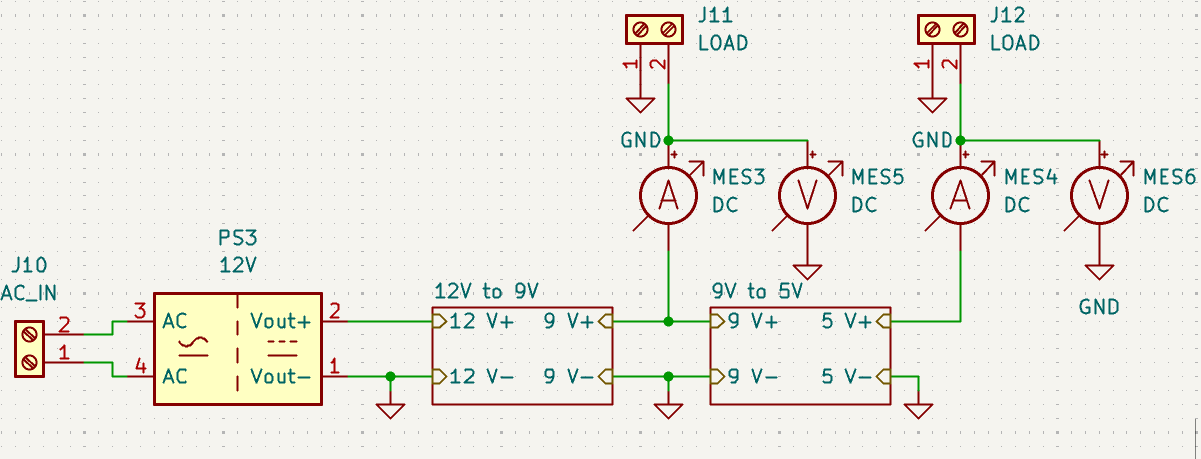 J11
LOAD
1 2
J12
LOAD
1 2
GND
+
+
GND
+
+
A
MES3
DC
V
MES5
DC
A
MES4
DC
V
MES6
DC
GND
J10
AC_IN
2
1
PS3
12V
3
AC
4
AC
Vout+
2
Vout-
1
12V to 9V
12 V+
9 V+
12 V-
9 V-
9V to 5V
9 V+
5 V+
9 V-
5 V-